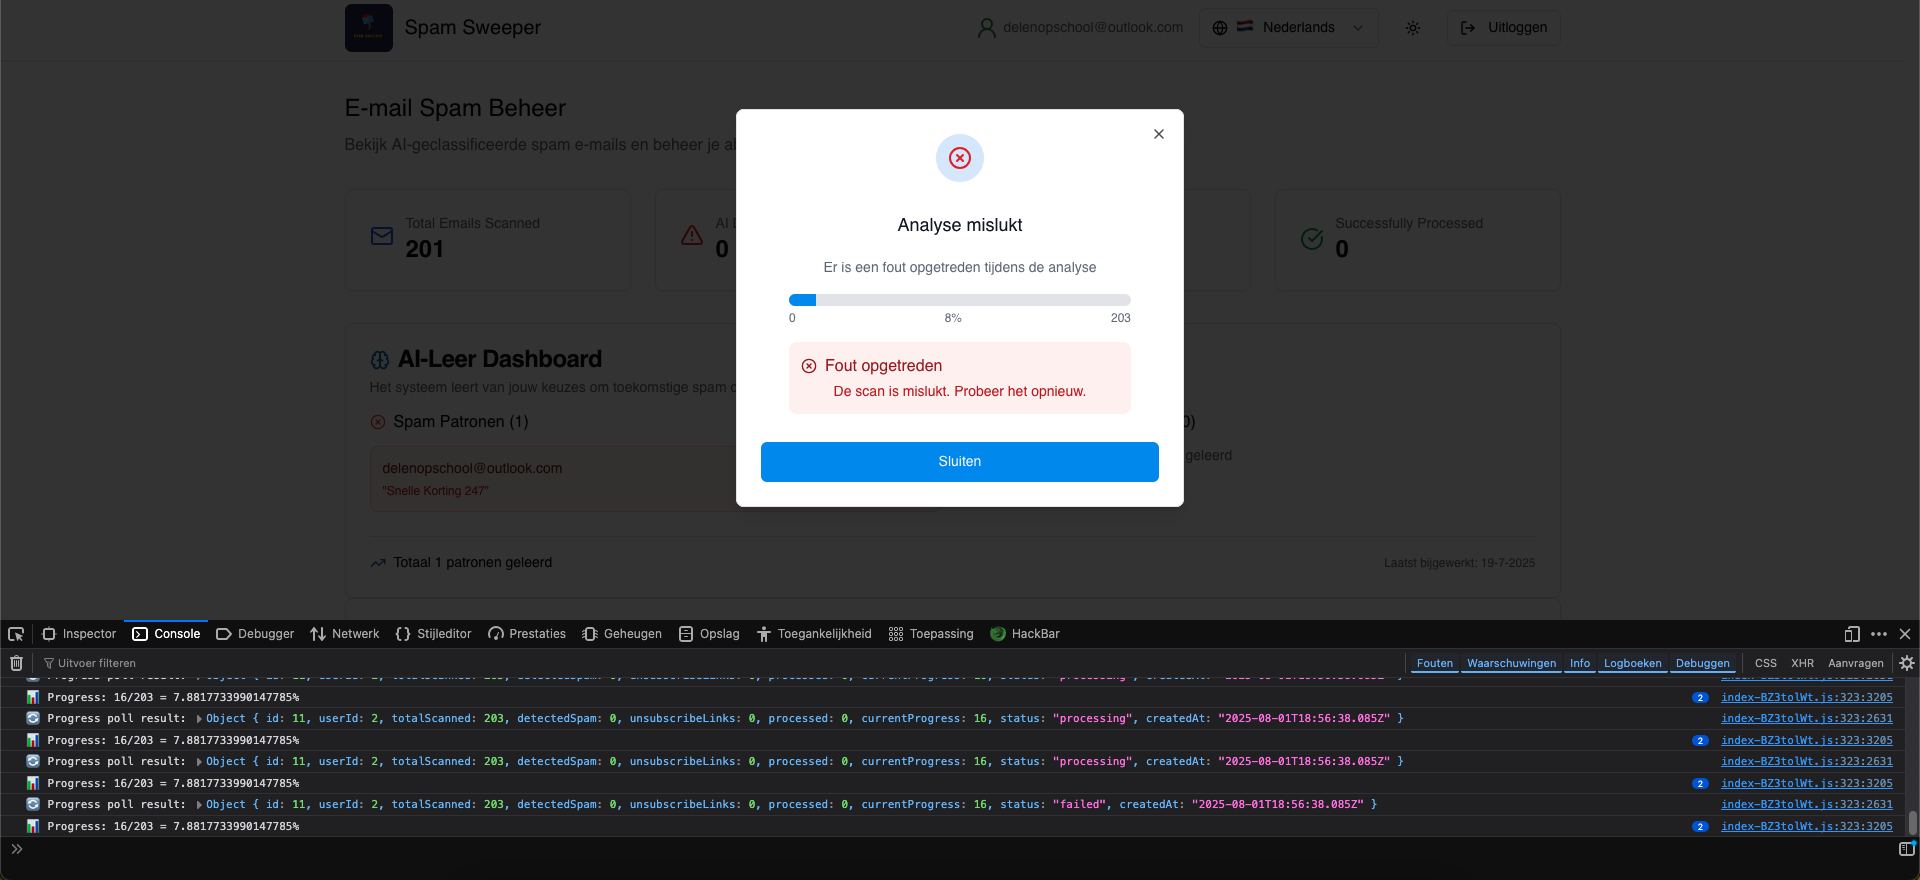 Spam Sweeper
delenopschool@outlook.com
Nederlands
Uitloggen
E-mail Spam Beheer
Bekijk AI-geclassificeerde spam e-mails en beheer je
Total Emails Scanned
201
AI
0
Successfully Processed
0
Analyse mislukt
Er is een fout opgetreden tijdens de analyse
0 8% 203
Fout opgetreden
De scan is mislukt. Probeer het opnieuw.
Sluiten
AI-Leer Dashboard
Het systeem leert van jouw keuzes om toekomstige spam
Spam Patronen (1)
0)
delenopschool@outlook.com
"Snelle Korting 247"
geleerd
Totaal 1 patronen geleerd
Laatst bijgewerkt: 19-7-2025
Inspector Console Debugger Netwerk Stijleditor Prestaties Geheugen Opslag Toegankelijkheid Toepassing HackBar
Uitvoer filteren
Fouten Waarschuwingen Info Logboeken Debuggen CSS XHR Aanvragen
Progress: 16/203 = 7.8817733990147785% 2 index-BZ3tolWt.js:323:3205
Progress poll result: Object { id: 11, userId: 2, totalScanned: 203, detectedSpam: 0, unsubscribeLinks: 0, processed: 0, currentProgress: 16, status: "processing", createdAt: "2025-08-01T18:56:38.085Z" } index-BZ3tolWt.js:323:2631
Progress: 16/203 = 7.8817733990147785% 2 index-BZ3tolWt.js:323:3205
Progress poll result: Object { id: 11, userId: 2, totalScanned: 203, detectedSpam: 0, unsubscribeLinks: 0, processed: 0, currentProgress: 16, status: "processing", createdAt: "2025-08-01T18:56:38.085Z" } index-BZ3tolWt.js:323:2631
Progress: 16/203 = 7.8817733990147785% 2 index-BZ3tolWt.js:323:3205
Progress poll result: Object { id: 11, userId: 2, totalScanned: 203, detectedSpam: 0, unsubscribeLinks: 0, processed: 0, currentProgress: 16, status: "failed", createdAt: "2025-08-01T18:56:38.085Z" } index-BZ3tolWt.js:323:2631
Progress: 16/203 = 7.8817733990147785% 2 index-BZ3tolWt.js:323:3205